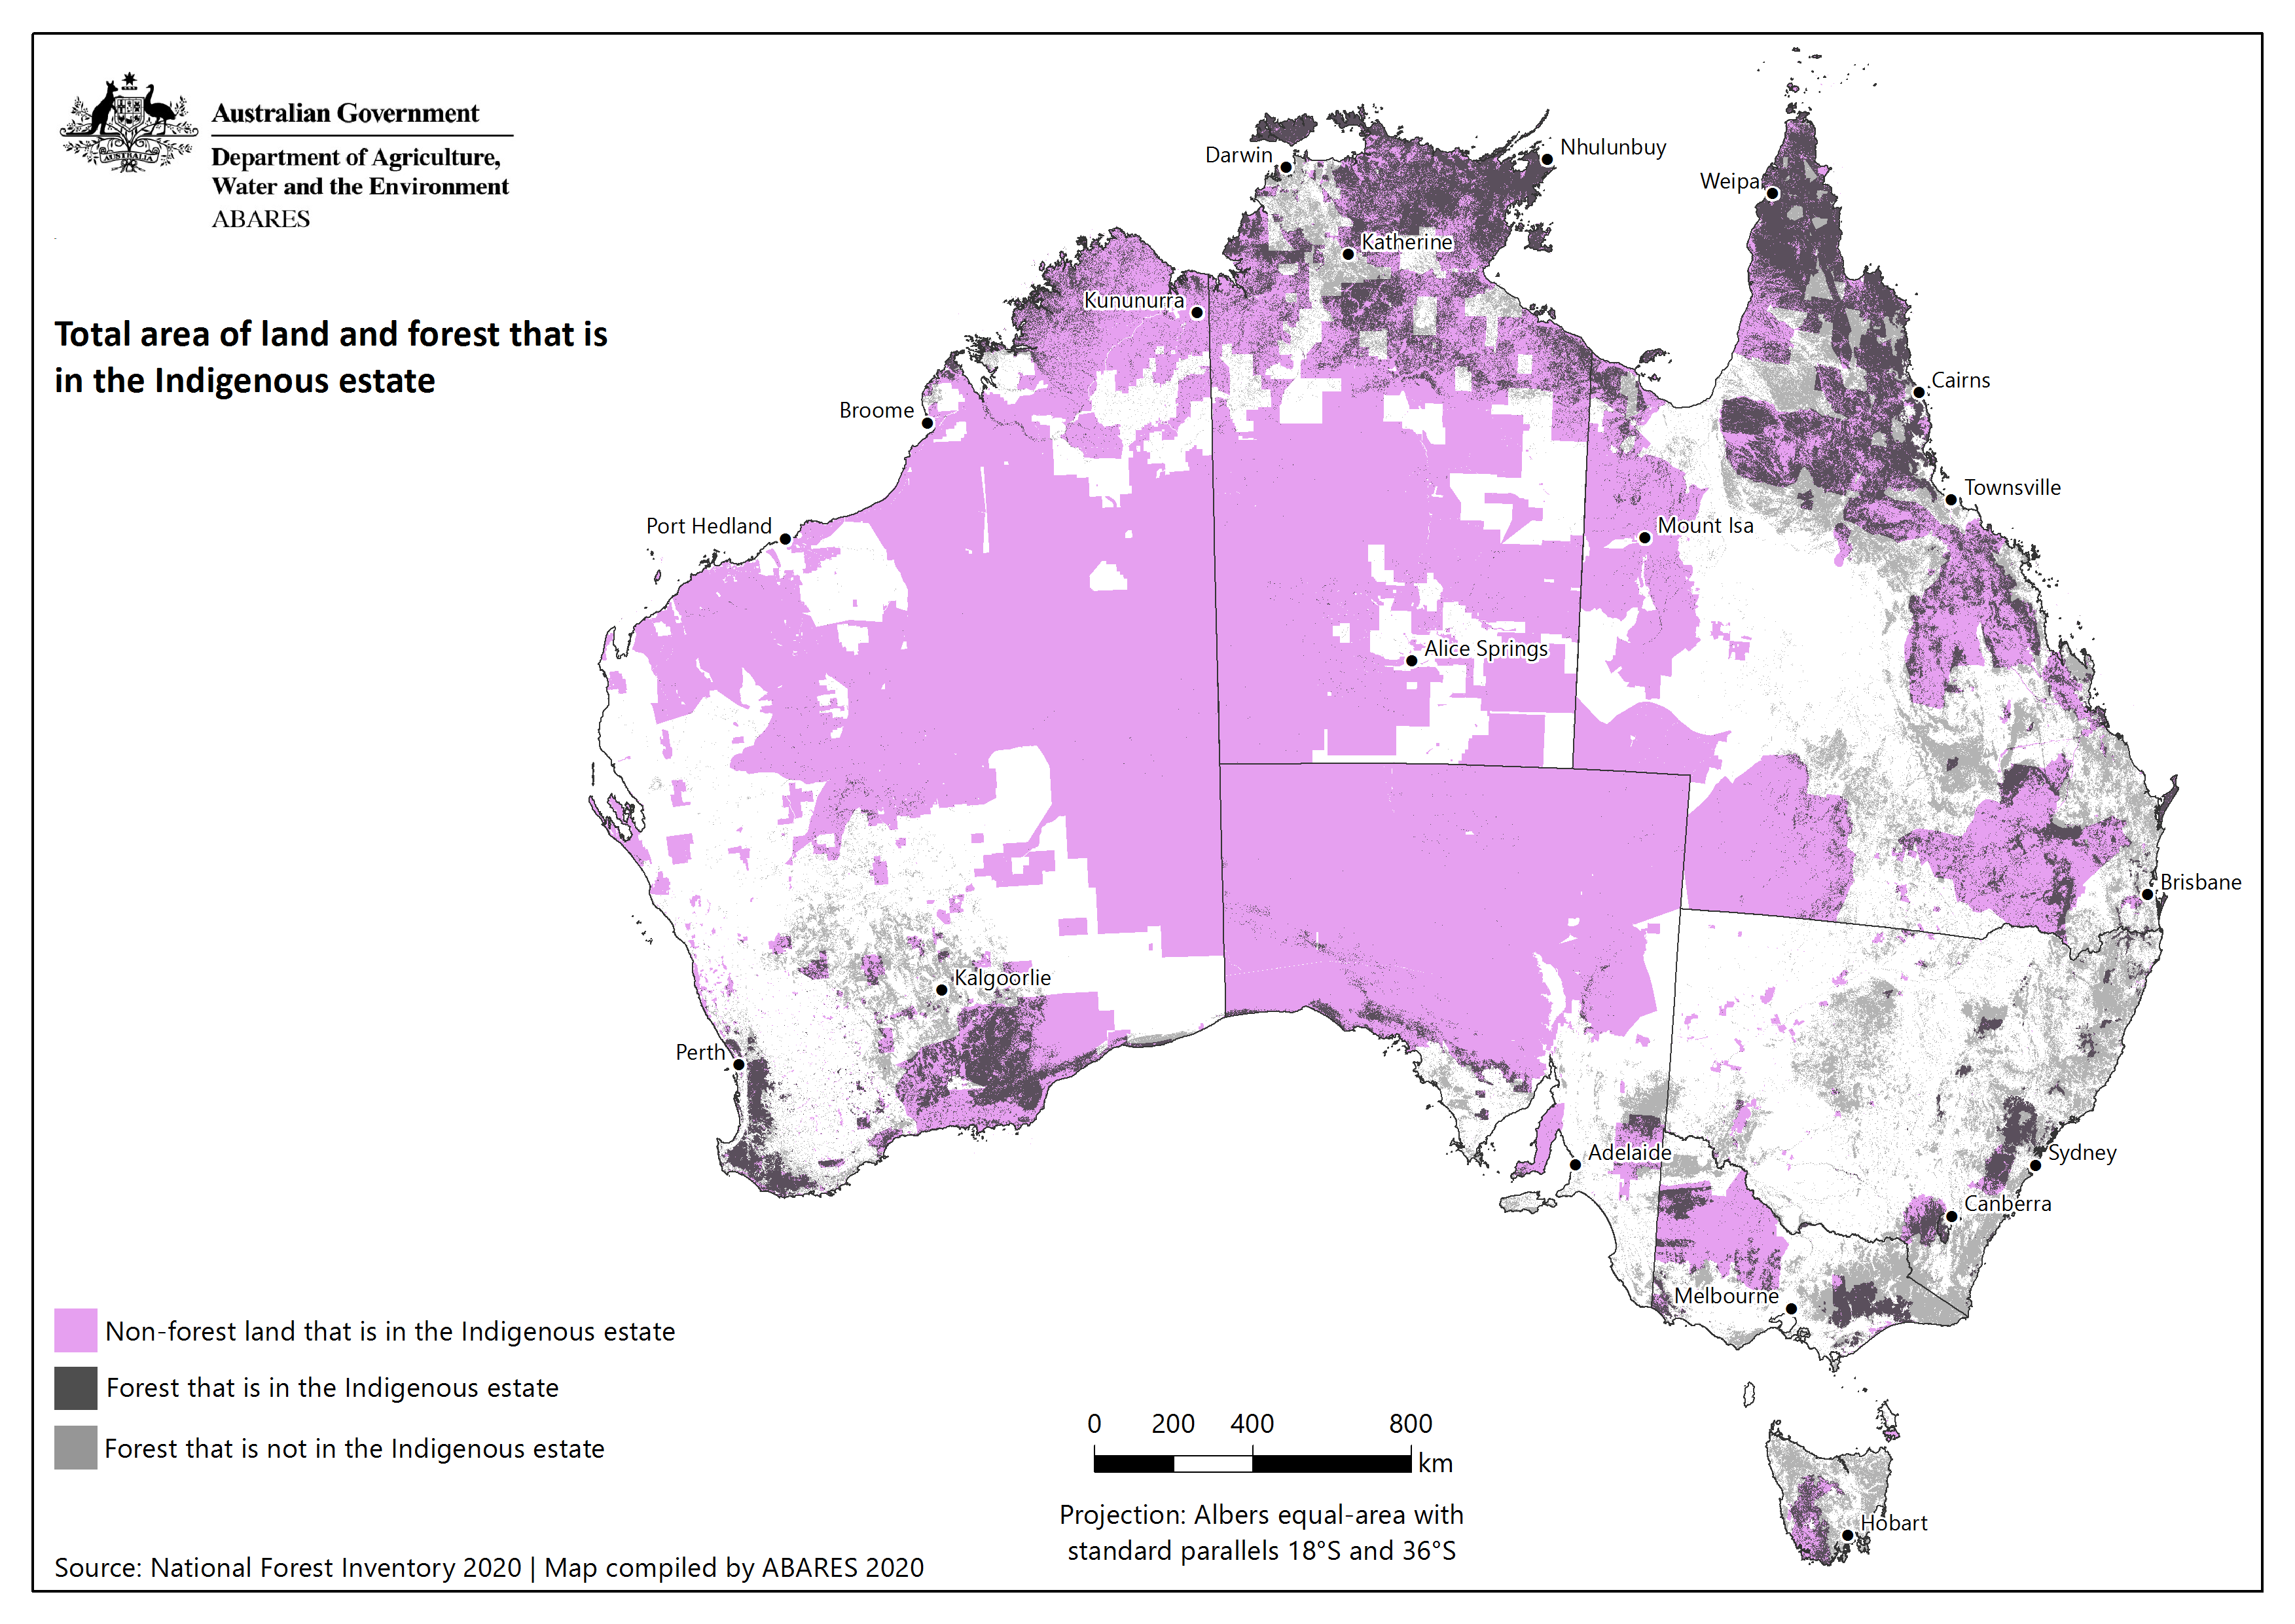 Australian Government
Department of Agriculture,
Water and the Environment
ABARES
AUSTRALIA
Total area of land and forest that is
in the Indigenous estate
Darwin
Nhulunbuy
Weipa
Katherine
Kununurra
Cairns
Broome
Townsville
Port Hedland
Mount Isa
Alice Springs
Brisbane
Kalgoorlie
Perth
Adelaide
Sydney
Canberra
Melbourne
Hobart
Non-forest land that is in the Indigenous estate
Forest that is in the Indigenous estate
Forest that is not in the Indigenous estate
0 200 400 800
km
Projection: Albers equal-area with
standard parallels 18°S and 36°S
Source: National Forest Inventory 2020 | Map compiled by ABARES 2020